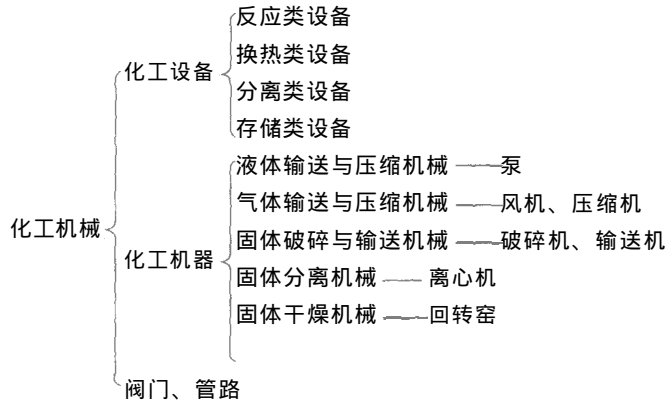 反应类设备
换热类设备
化工设备
分离类设备
存储类设备
液体输送与压缩机械 泵
气体输送与压缩机械 风机、压缩机
化工机械
固体破碎与输送机械 破碎机、输送机
化工机器
固体分离机械 离心机
固体干燥机械 回转窑
阀门、管路